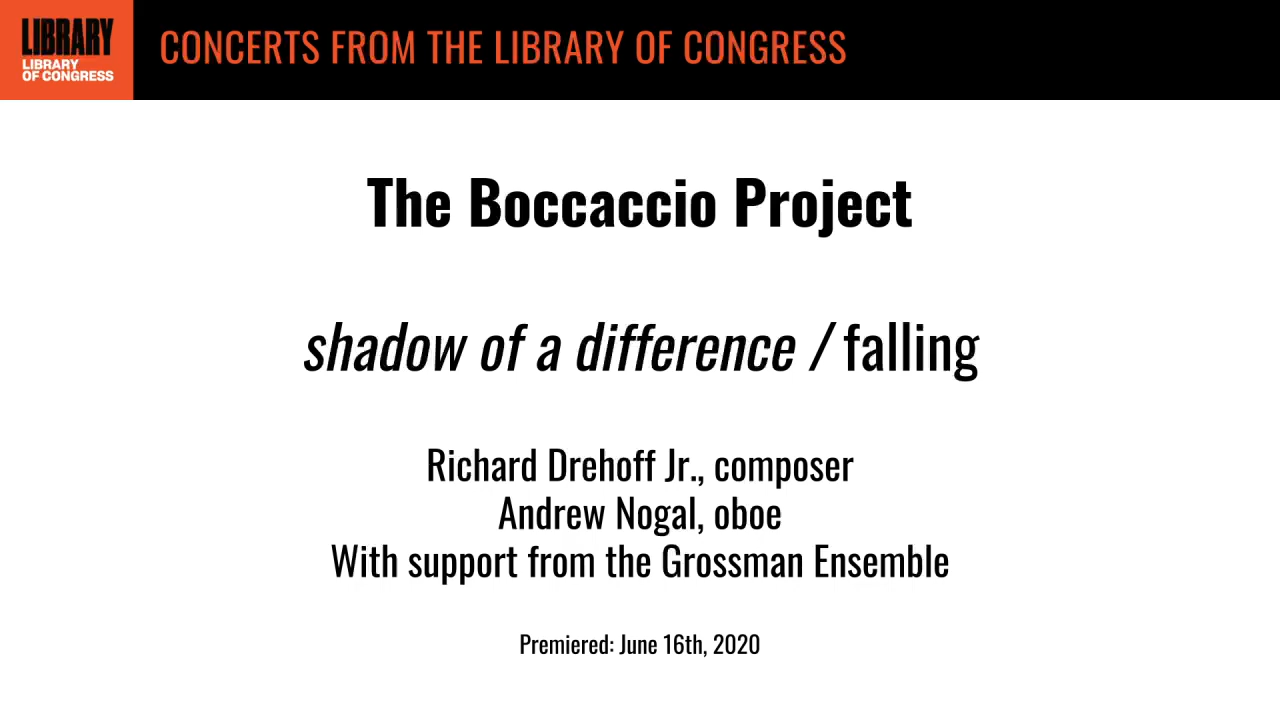 LIBRARY
LIBRARY
OF CONGRESS
CONCERTS FROM THE LIBRARY OF CONGRESS
The Boccaccio Project
shadow of a difference / falling
Richard Drehoff Jr., composer
Andrew Nogal, oboe
With support from the Grossman Ensemble
Premiered: June 16th, 2020